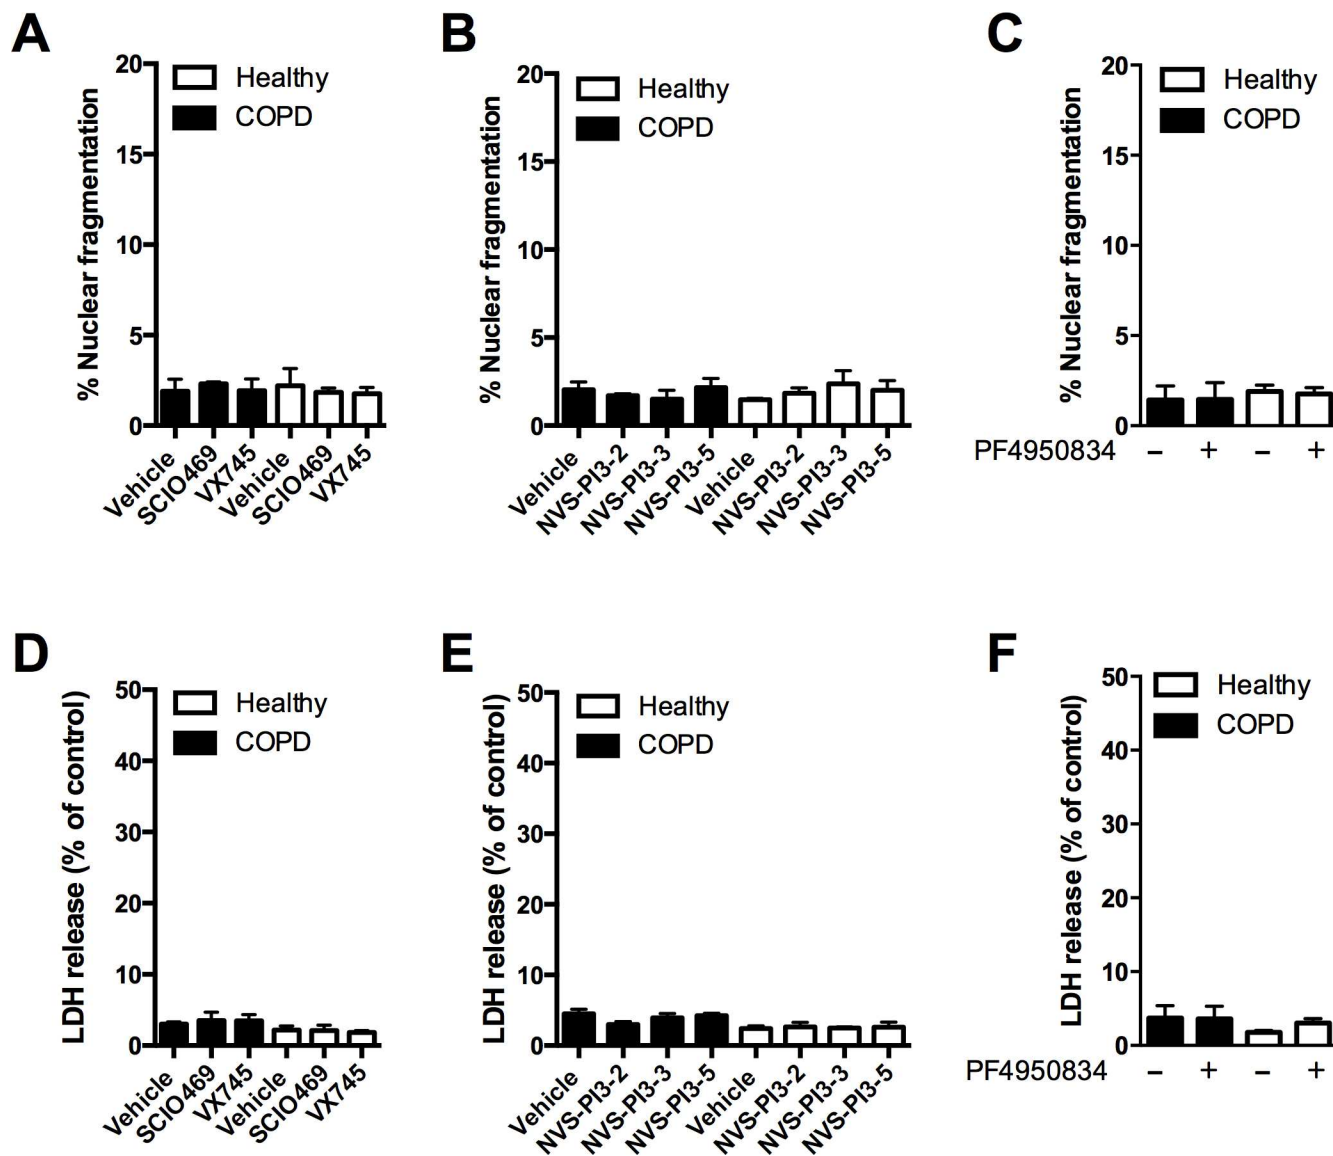 A
% Nuclear fragmentation
20
15
10
5
0
Healthy
COPD
Vehicle
SCIO469
VX745
Vehicle
SCIO469
VX745
B
% Nuclear fragmentation
20
15
10
5
0
Healthy
COPD
Vehicle
NVS-PI3-2
NVS-PI3-3
NVS-PI3-5
Vehicle
NVS-PI3-2
NVS-PI3-3
NVS-PI3-5
C
% Nuclear fragmentation
20
15
10
5
0
Healthy
COPD
PF4950834 – + – +
D
LDH release (% of control)
50
40
30
20
10
0
Healthy
COPD
Vehicle
SCIO469
VX745
Vehicle
SCIO469
VX745
E
LDH release (% of control)
50
40
30
20
10
0
Healthy
COPD
Vehicle
NVS-PI3-2
NVS-PI3-3
NVS-PI3-5
Vehicle
NVS-PI3-2
NVS-PI3-3
NVS-PI3-5
F
LDH release (% of control)
50
40
30
20
10
0
Healthy
COPD
PF4950834 – + – +